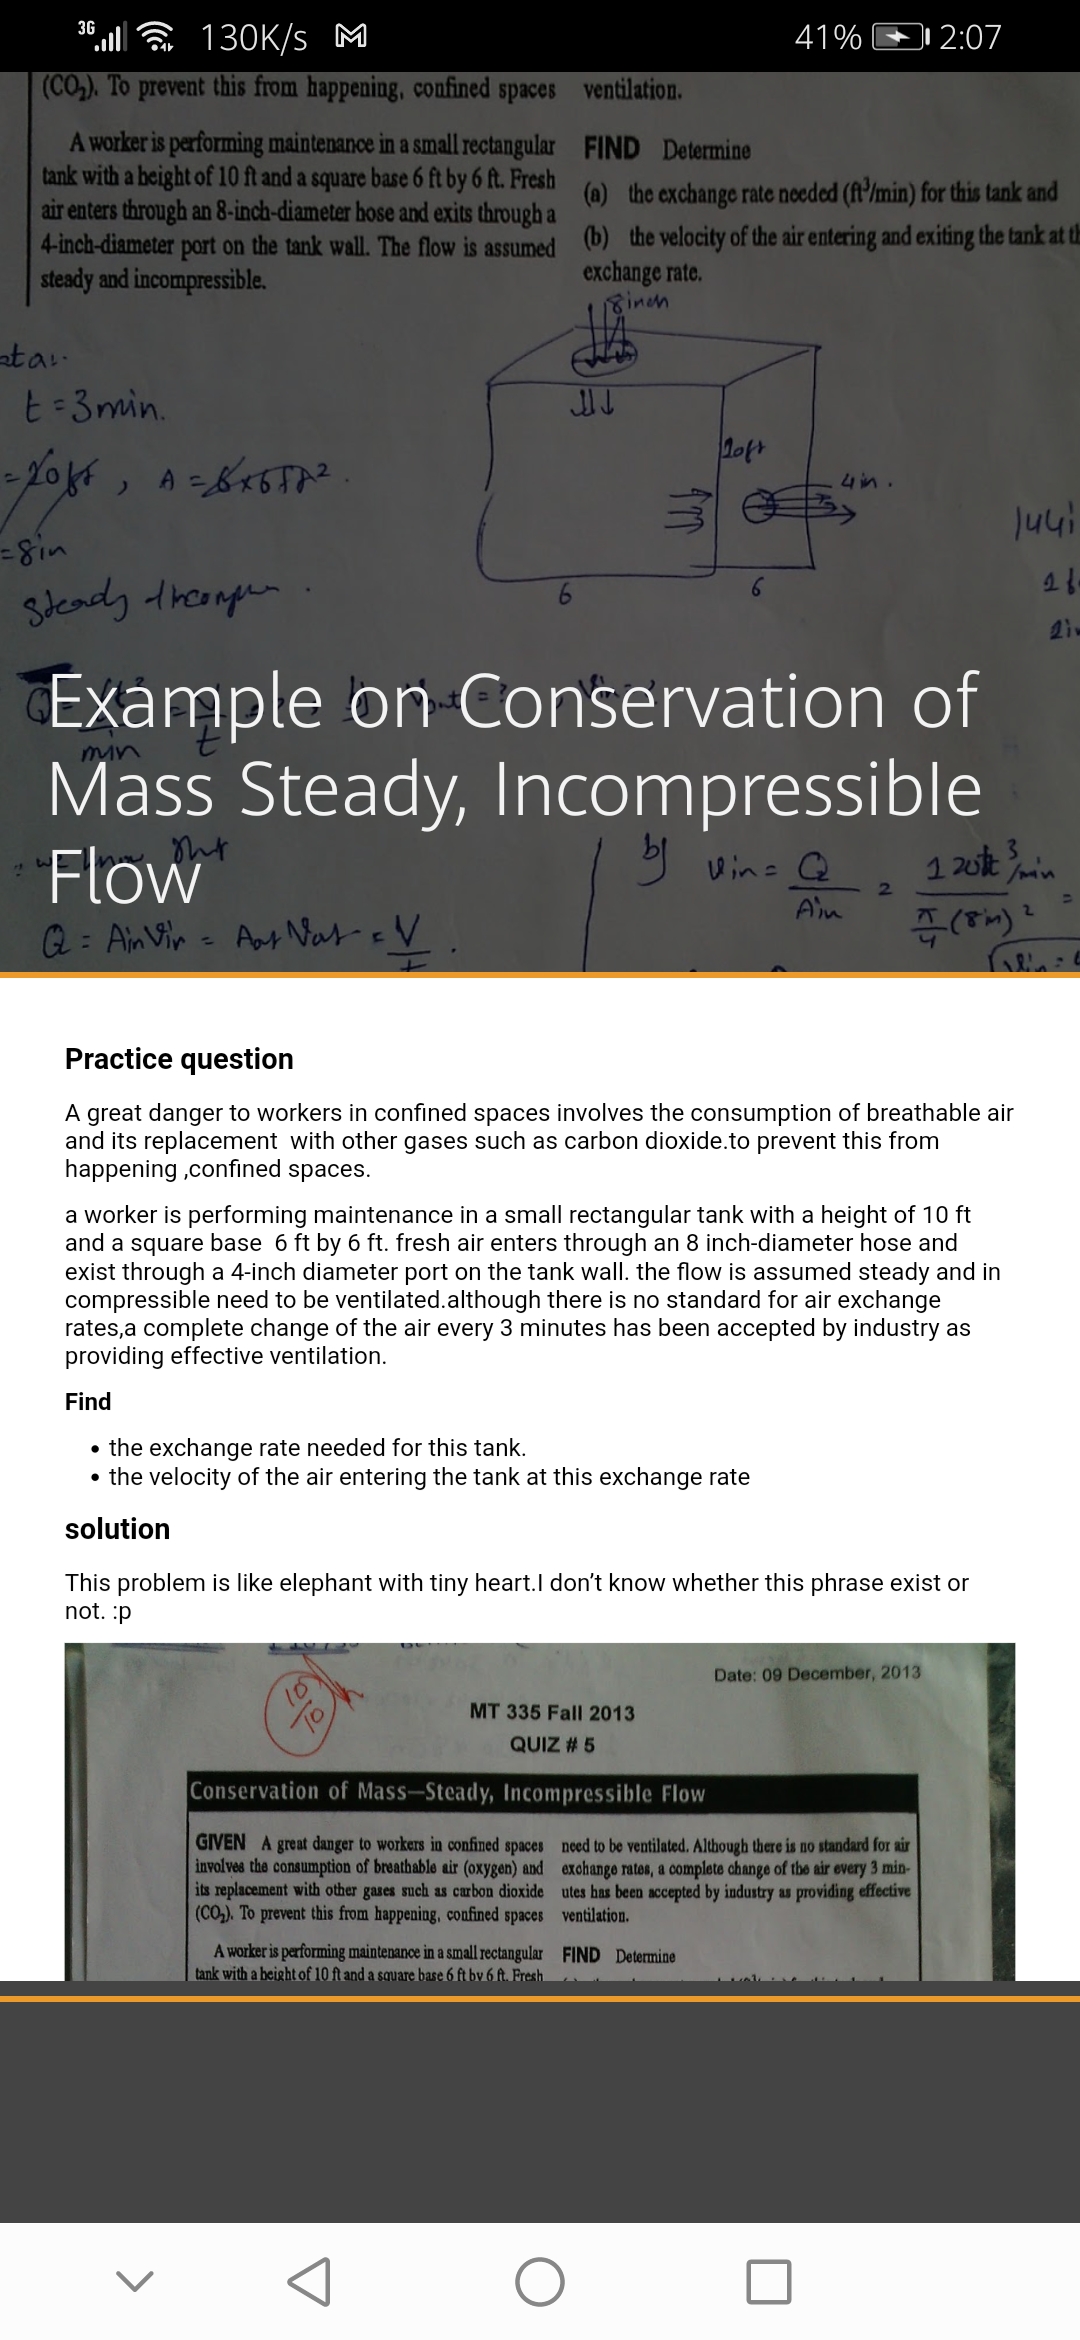 3G 130K/s 41% 2:07
(CO₂). To prevent this from happening, confined spaces
A worker is performing maintenance in a small rectangular
tank with a height of 10 ft and a square base 6 ft by 6 ft. Fresh
air enters through an 8-inch-diameter hose and exits through a
4-inch-diameter port on the tank wall. The flow is assumed
steady and incompressible.
ventilation.
FIND Determine
(a) the exchange rate needed (ft³/min) for this tank and
(b) the velocity of the air entering and exiting the tank at
exchange rate.
8 inch
t = 3 min.
A = 6x6
= 8in
steady
10ft
4in.
6
6
Example on Conservation of
Mass Steady, Incompressible
Flow
min t
Q = Ain Vin = Aout Vout = V/t.
b) Vin = Q/Ain = 120ft³/min / π/4 (8in)² =
Practice question
A great danger to workers in confined spaces involves the consumption of breathable air
and its replacement with other gases such as carbon dioxide.to prevent this from
happening ,confined spaces.
a worker is performing maintenance in a small rectangular tank with a height of 10 ft
and a square base 6 ft by 6 ft. fresh air enters through an 8 inch-diameter hose and
exist through a 4-inch diameter port on the tank wall. the flow is assumed steady and in
compressible need to be ventilated.although there is no standard for air exchange
rates,a complete change of the air every 3 minutes has been accepted by industry as
providing effective ventilation.
Find
• the exchange rate needed for this tank.
• the velocity of the air entering the tank at this exchange rate
solution
This problem is like elephant with tiny heart.I don’t know whether this phrase exist or
not. :p
10/10
Date: 09 December, 2013
MT 335 Fall 2013
QUIZ # 5
Conservation of Mass—Steady, Incompressible Flow
GIVEN A great danger to workers in confined spaces
involves the consumption of breathable air (oxygen) and
its replacement with other gases such as carbon dioxide
(CO₂). To prevent this from happening, confined spaces
A worker is performing maintenance in a small rectangular
tank with a height of 10 ft and a square base 6 ft by 6 ft. Fresh
need to be ventilated. Although there is no standard for air
exchange rates, a complete change of the air every 3 min-
utes has been accepted by industry as providing effective
ventilation.
FIND Determine